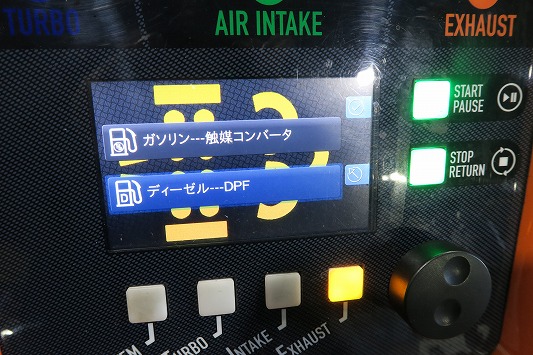 TURBO
AIR INTAKE
EXHAUST
START
PAUSE
ガソリン---触媒コンバータ
STOP
RETURN
ディーゼル---DPF
TURBO
INTAKE
EXHAUST